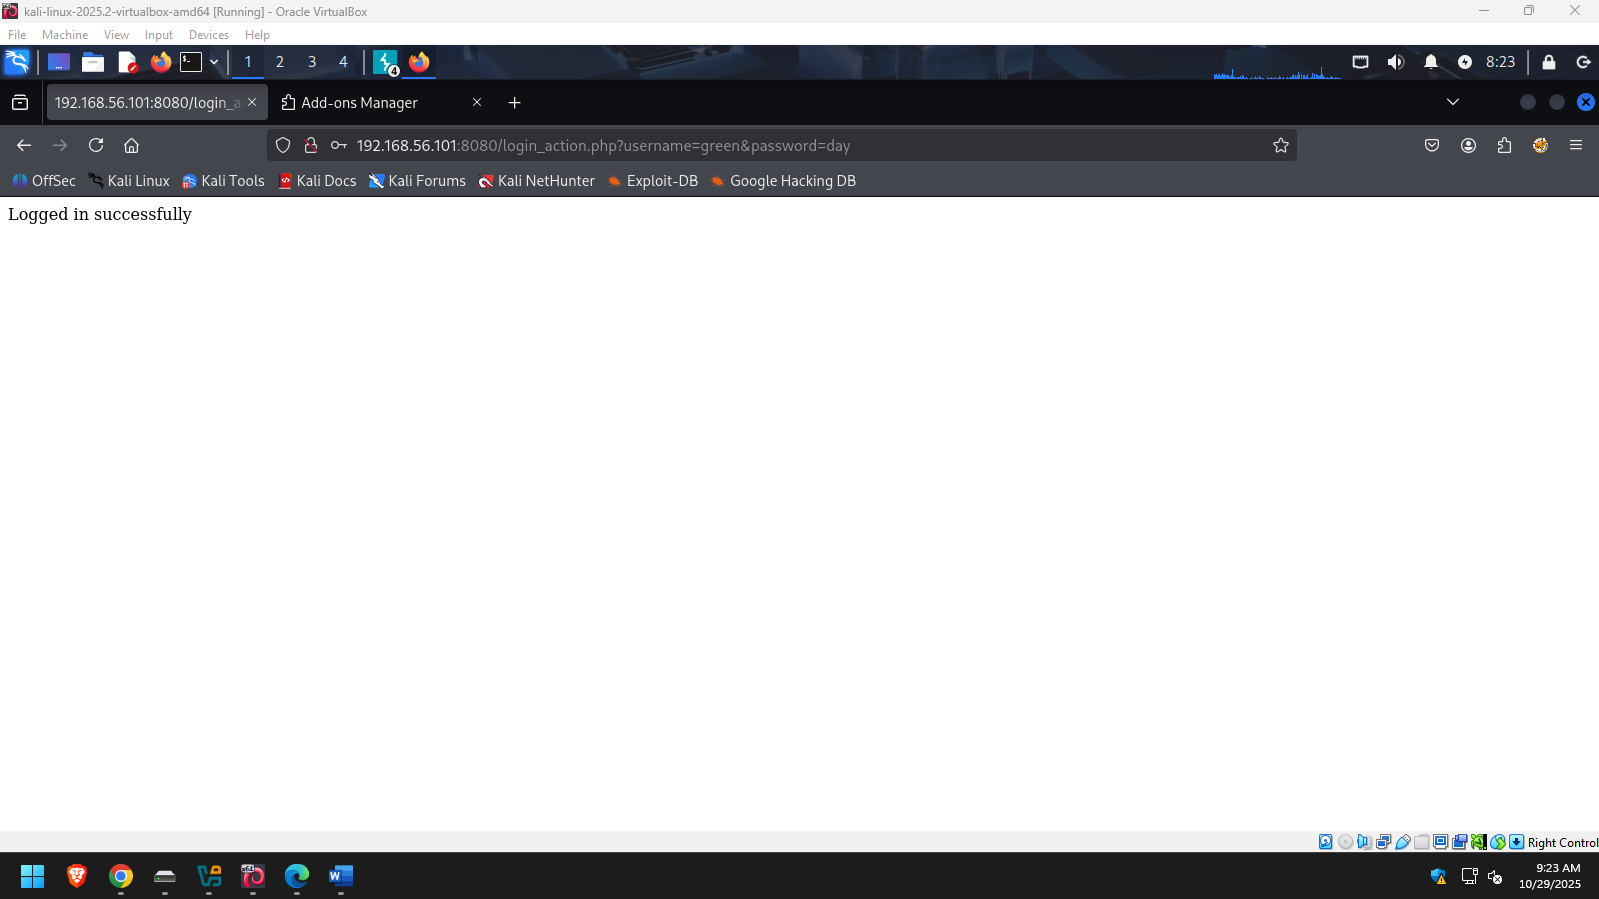 kali-linux-2025.2-virtualbox-amd64 [Running] - Oracle VirtualBox
File Machine View Input Devices Help
1 2 3 4 4 8:23
192.168.56.101:8080/login_a Add-ons Manager
192.168.56.101:8080/login_action.php?username=green&password=day
OffSec Kali Linux Kali Tools Kali Docs Kali Forums Kali NetHunter Exploit-DB Google Hacking DB
Logged in successfully
Right Control
9:23 AM
10/29/2025